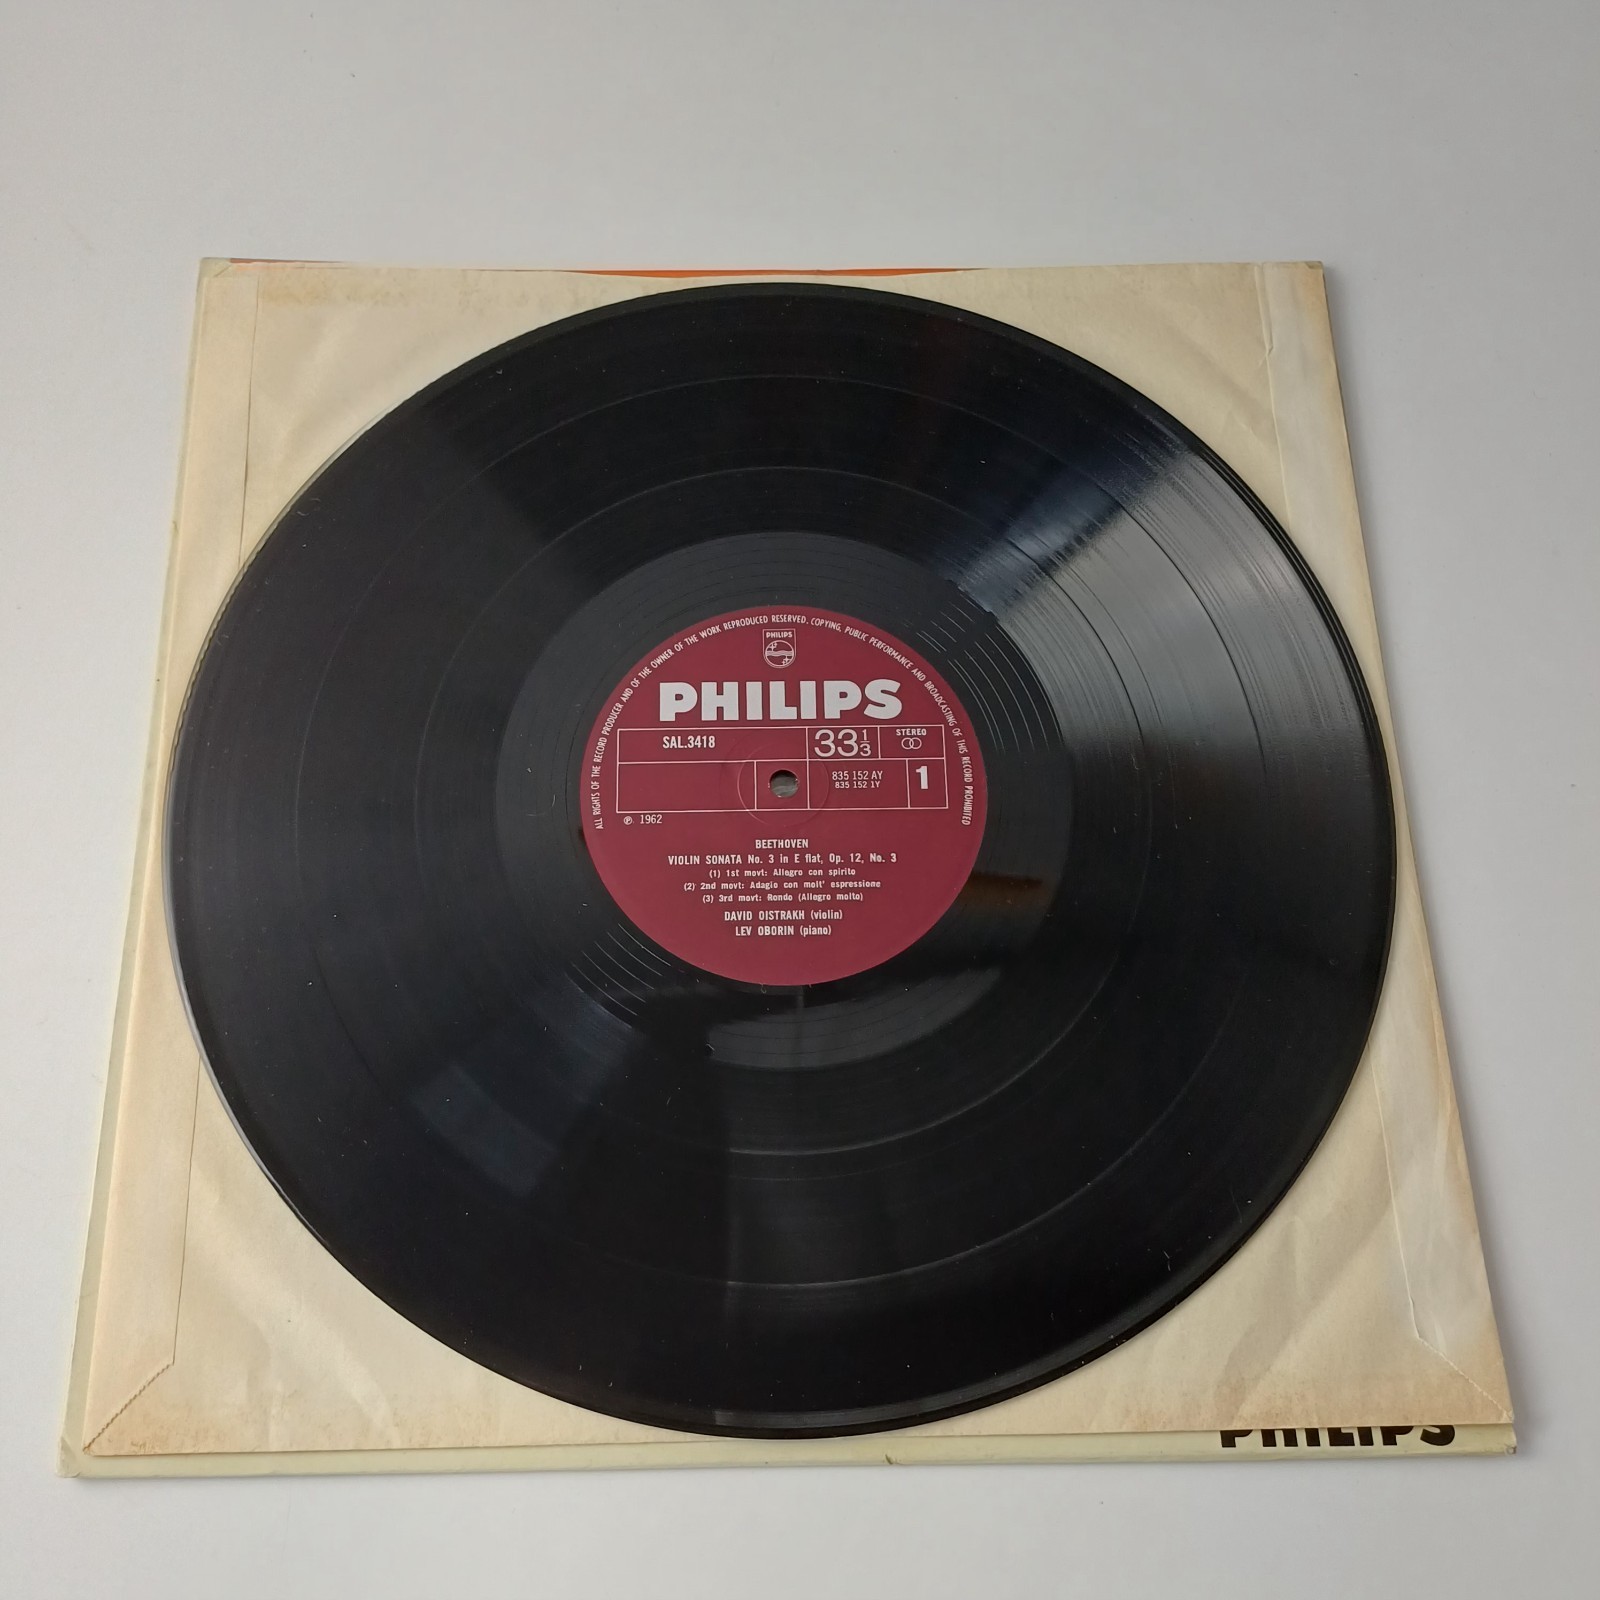 ALL RIGHTS OF THE RECORD PRODUCER AND OF THE OWNER OF THE WORK REPRODUCED RESERVED. COPYING, PUBLIC PERFORMANCE AND BROADCASTING OF THIS RECORD PROHIBITED
PHILIPS
PHILIPS
SAL.3418
33 1/3
STEREO
835 152 AY
835 152 1Y
1
℗ 1962
BEETHOVEN
VIOLIN SONATA No. 3 in E flat, Op. 12, No. 3
(1) 1st movt: Allegro con spirito
(2) 2nd movt: Adagio con molt' espressione
(3) 3rd movt: Rondo (Allegro molto)
DAVID OISTRAKH (violin)
LEV OBORIN (piano)
PHILIPS